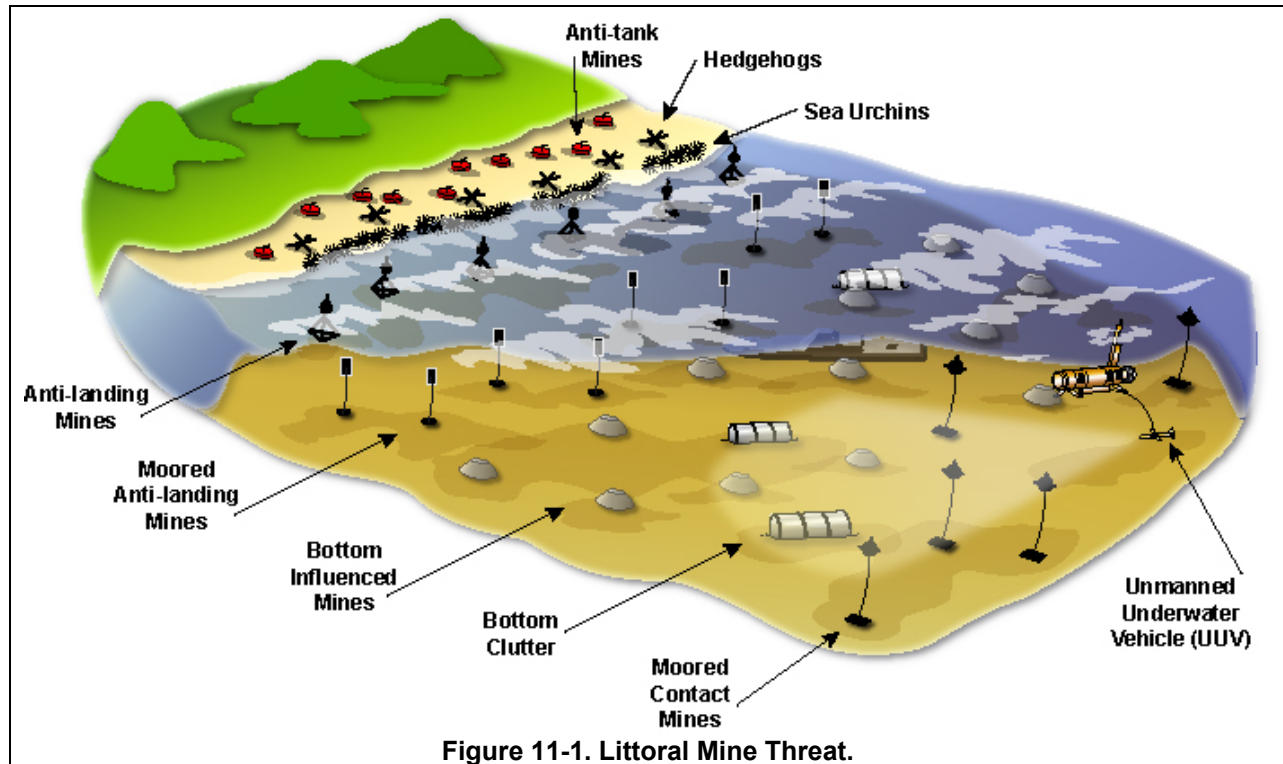 Anti-tank
Mines
Hedgehogs
Sea Urchins
Anti-landing
Mines
Moored
Anti-landing
Mines
Bottom
Influenced
Mines
Bottom
Clutter
Moored
Contact
Mines
Unmanned
Underwater
Vehicle (UUV)
Figure 11-1. Littoral Mine Threat.